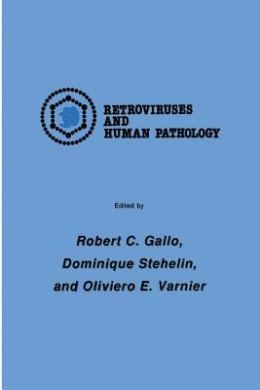 RETROVIRUSES
AND
HUMAN PATHOLOGY
Edited by
Robert C. Gallo,
Dominique Stehelin,
and Oliviero E. Varnier